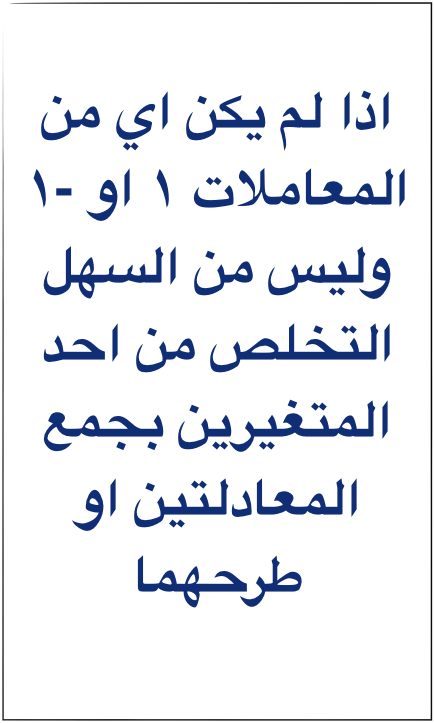 اذا لم يكن اي من
المعاملات ١ او -١
وليس من السهل
التخلص من احد
المتغيرين بجمع
المعادلتين او
طرحهما